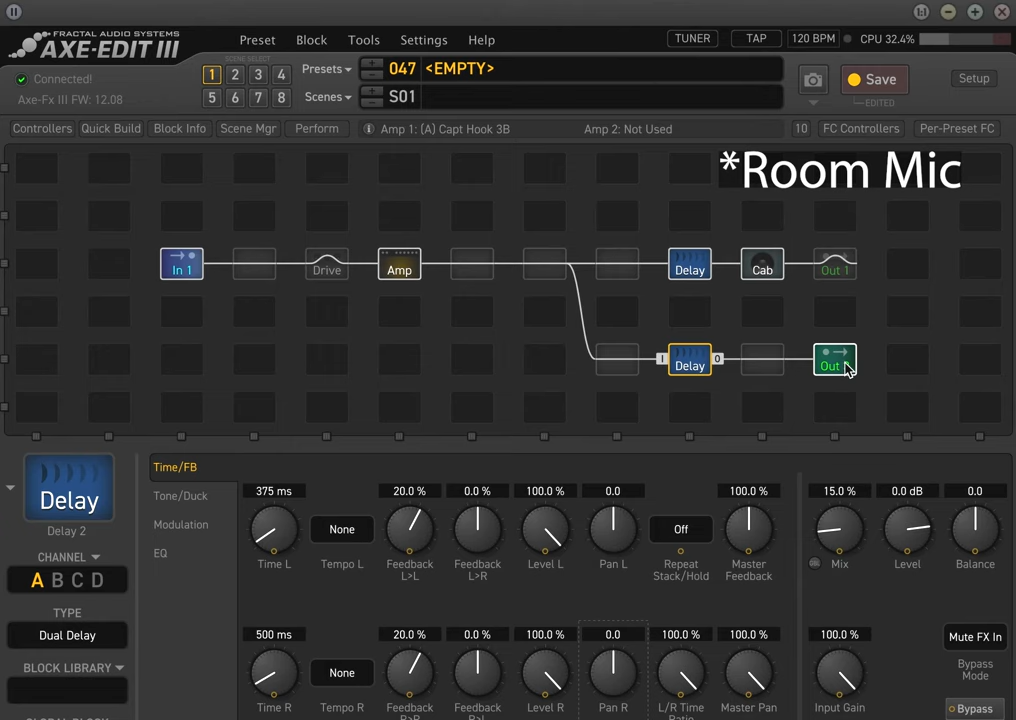 FRACTAL AUDIO SYSTEMS
AXE-EDIT III
Preset Block Tools Settings Help
TUNER TAP 120 BPM CPU 32.4%
Connected!
Axe-Fx III FW: 12.08
SCENE SELECT
1 2 3 4
5 6 7 8
Presets 047 <EMPTY>
Scenes S01
Save
EDITED
Setup
Controllers Quick Build Block Info Scene Mgr Perform Amp 1: (A) Capt Hook 3B Amp 2: Not Used 10 FC Controllers Per-Preset FC
*Room Mic
In 1 Drive Amp Delay Cab Out 1
I Delay O Out
Delay
Delay 2
CHANNEL
A B C D
TYPE
Dual Delay
BLOCK LIBRARY
Time/FB
Tone/Duck
Modulation
EQ
375 ms 20.0 % 0.0 % 100.0 % 0.0 100.0 % 15.0 % 0.0 dB 0.0
None Off
Time L Tempo L Feedback L>L Feedback L>R Level L Pan L Repeat Stack/Hold Master Feedback Mix Level Balance
500 ms 20.0 % 0.0 % 100.0 % 0.0 100.0 % 100.0 % 100.0 %
None Mute FX In
Bypass Mode
Time R Tempo R Feedback Level R Pan R L/R Time Master Pan Input Gain
Bypass